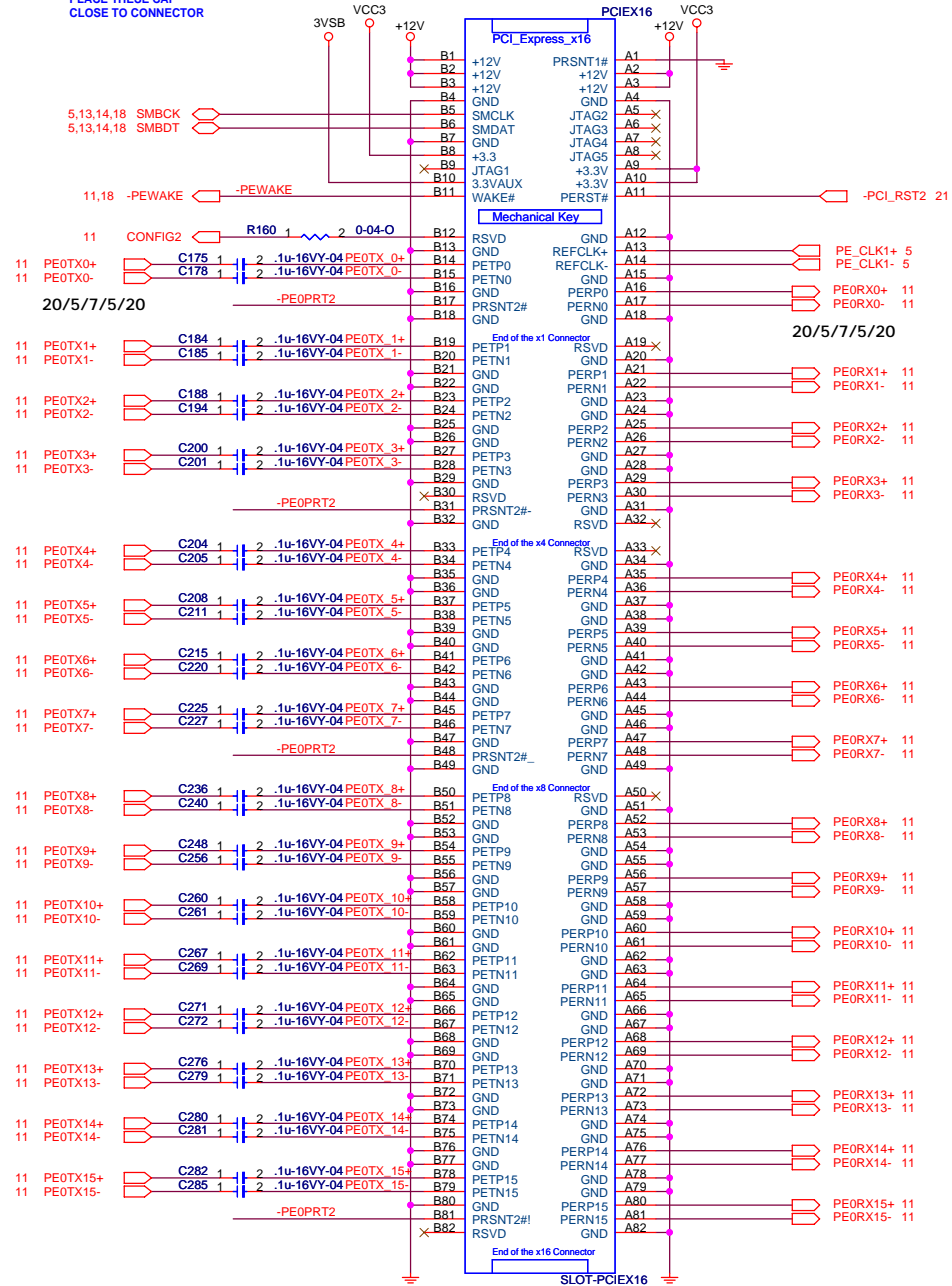 PLACE THESE CAP
CLOSE TO CONNECTOR
3VSB VCC3 +12V PCIEX16 +12V VCC3
PCI_Express_x16
B1 +12V PRSNT1# A1
B2 +12V +12V A2
B3 +12V +12V A3
B4 GND GND A4
5,13,14,18 SMBCK B5 SMCLK JTAG2 A5
5,13,14,18 SMBDT B6 SMDAT JTAG3 A6
B7 GND JTAG4 A7
B8 +3.3 JTAG5 A8
B9 JTAG1 +3.3V A9
B10 3.3VAUX +3.3V A10
11,18 -PEWAKE -PEWAKE B11 WAKE# PERST# A11 -PCI_RST2 21
Mechanical Key
11 CONFIG2 R160 1 2 0-04-O B12 RSVD GND A12
B13 GND REFCLK+ A13 PE_CLK1+ 5
11 PE0TX0+ C175 1 2 .1u-16VY-04 PE0TX_0+ B14 PETP0 REFCLK- A14 PE_CLK1- 5
11 PE0TX0- C178 1 2 .1u-16VY-04 PE0TX_0- B15 PETN0 GND A15
B16 GND PERP0 A16 PE0RX0+ 11
20/5/7/5/20 -PE0PRT2 B17 PRSNT2# PERN0 A17 PE0RX0- 11
B18 GND GND A18
20/5/7/5/20
End of the x1 Connector
11 PE0TX1+ C184 1 2 .1u-16VY-04 PE0TX_1+ B19 PETP1 RSVD A19
11 PE0TX1- C185 1 2 .1u-16VY-04 PE0TX_1- B20 PETN1 GND A20
B21 GND PERP1 A21 PE0RX1+ 11
B22 GND PERN1 A22 PE0RX1- 11
11 PE0TX2+ C188 1 2 .1u-16VY-04 PE0TX_2+ B23 PETP2 GND A23
11 PE0TX2- C194 1 2 .1u-16VY-04 PE0TX_2- B24 PETN2 GND A24
B25 GND PERP2 A25 PE0RX2+ 11
B26 GND PERN2 A26 PE0RX2- 11
11 PE0TX3+ C200 1 2 .1u-16VY-04 PE0TX_3+ B27 PETP3 GND A27
11 PE0TX3- C201 1 2 .1u-16VY-04 PE0TX_3- B28 PETN3 GND A28
B29 GND PERP3 A29 PE0RX3+ 11
B30 RSVD PERN3 A30 PE0RX3- 11
-PE0PRT2 B31 PRSNT2#- GND A31
B32 GND RSVD A32
End of the x4 Connector
11 PE0TX4+ C204 1 2 .1u-16VY-04 PE0TX_4+ B33 PETP4 RSVD A33
11 PE0TX4- C205 1 2 .1u-16VY-04 PE0TX_4- B34 PETN4 GND A34
B35 GND PERP4 A35 PE0RX4+ 11
B36 GND PERN4 A36 PE0RX4- 11
11 PE0TX5+ C208 1 2 .1u-16VY-04 PE0TX_5+ B37 PETP5 GND A37
11 PE0TX5- C211 1 2 .1u-16VY-04 PE0TX_5- B38 PETN5 GND A38
B39 GND PERP5 A39 PE0RX5+ 11
B40 GND PERN5 A40 PE0RX5- 11
11 PE0TX6+ C215 1 2 .1u-16VY-04 PE0TX_6+ B41 PETP6 GND A41
11 PE0TX6- C220 1 2 .1u-16VY-04 PE0TX_6- B42 PETN6 GND A42
B43 GND PERP6 A43 PE0RX6+ 11
B44 GND PERN6 A44 PE0RX6- 11
11 PE0TX7+ C225 1 2 .1u-16VY-04 PE0TX_7+ B45 PETP7 GND A45
11 PE0TX7- C227 1 2 .1u-16VY-04 PE0TX_7- B46 PETN7 GND A46
B47 GND PERP7 A47 PE0RX7+ 11
-PE0PRT2 B48 PRSNT2#_ PERN7 A48 PE0RX7- 11
B49 GND GND A49
End of the x8 Connector
11 PE0TX8+ C236 1 2 .1u-16VY-04 PE0TX_8+ B50 PETP8 RSVD A50
11 PE0TX8- C240 1 2 .1u-16VY-04 PE0TX_8- B51 PETN8 GND A51
B52 GND PERP8 A52 PE0RX8+ 11
B53 GND PERN8 A53 PE0RX8- 11
11 PE0TX9+ C248 1 2 .1u-16VY-04 PE0TX_9+ B54 PETP9 GND A54
11 PE0TX9- C256 1 2 .1u-16VY-04 PE0TX_9- B55 PETN9 GND A55
B56 GND PERP9 A56 PE0RX9+ 11
B57 GND PERN9 A57 PE0RX9- 11
11 PE0TX10+ C260 1 2 .1u-16VY-04 PE0TX_10+ B58 PETP10 GND A58
11 PE0TX10- C261 1 2 .1u-16VY-04 PE0TX_10- B59 PETN10 GND A59
B60 GND PERP10 A60 PE0RX10+ 11
B61 GND PERN10 A61 PE0RX10- 11
11 PE0TX11+ C267 1 2 .1u-16VY-04 PE0TX_11+ B62 PETP11 GND A62
11 PE0TX11- C269 1 2 .1u-16VY-04 PE0TX_11- B63 PETN11 GND A63
B64 GND PERP11 A64 PE0RX11+ 11
B65 GND PERN11 A65 PE0RX11- 11
11 PE0TX12+ C271 1 2 .1u-16VY-04 PE0TX_12+ B66 PETP12 GND A66
11 PE0TX12- C272 1 2 .1u-16VY-04 PE0TX_12- B67 PETN12 GND A67
B68 GND PERP12 A68 PE0RX12+ 11
B69 GND PERN12 A69 PE0RX12- 11
11 PE0TX13+ C276 1 2 .1u-16VY-04 PE0TX_13+ B70 PETP13 GND A70
11 PE0TX13- C279 1 2 .1u-16VY-04 PE0TX_13- B71 PETN13 GND A71
B72 GND PERP13 A72 PE0RX13+ 11
B73 GND PERN13 A73 PE0RX13- 11
11 PE0TX14+ C280 1 2 .1u-16VY-04 PE0TX_14+ B74 PETP14 GND A74
11 PE0TX14- C281 1 2 .1u-16VY-04 PE0TX_14- B75 PETN14 GND A75
B76 GND PERP14 A76 PE0RX14+ 11
B77 GND PERN14 A77 PE0RX14- 11
11 PE0TX15+ C282 1 2 .1u-16VY-04 PE0TX_15+ B78 PETP15 GND A78
11 PE0TX15- C285 1 2 .1u-16VY-04 PE0TX_15- B79 PETN15 GND A79
B80 GND PERP15 A80 PE0RX15+ 11
-PE0PRT2 B81 PRSNT2#! PERN15 A81 PE0RX15- 11
B82 RSVD GND A82
End of the x16 Connector
SLOT-PCIEX16